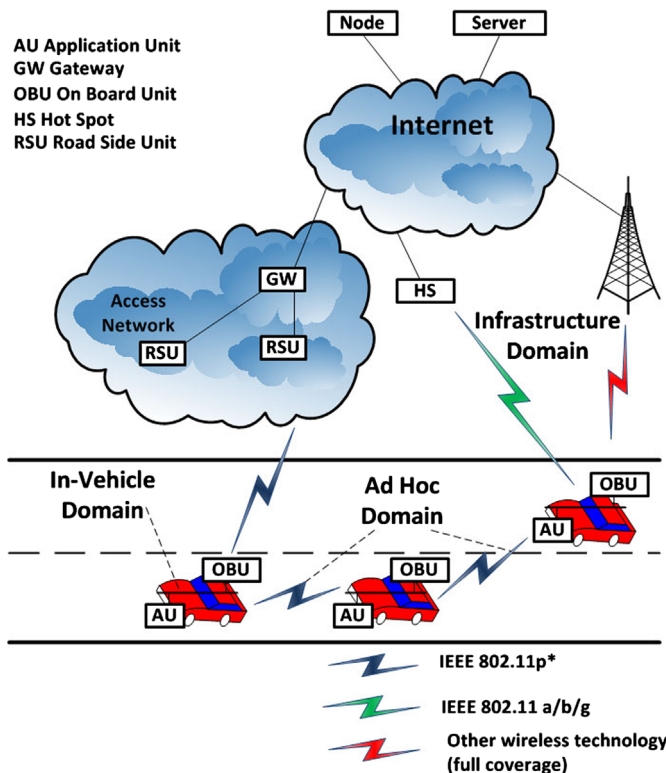 Node
Server
AU Application Unit
GW Gateway
OBU On Board Unit
HS Hot Spot
RSU Road Side Unit
Internet
GW
HS
Access
Network
RSU
RSU
Infrastructure
Domain
In-Vehicle
Domain
Ad Hoc
Domain
OBU
AU
OBU
AU
OBU
AU
IEEE 802.11p*
IEEE 802.11 a/b/g
Other wireless technology
(full coverage)